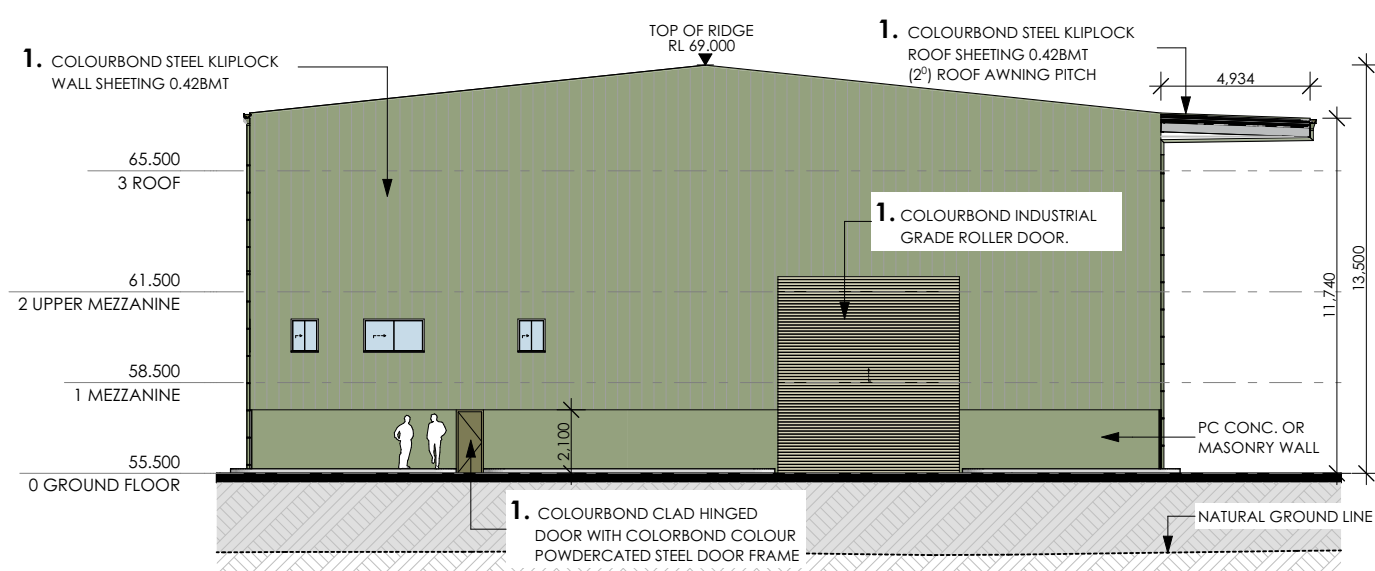 TOP OF RIDGE
RL 69.000
1. COLOURBOND STEEL KLIPLOCK
WALL SHEETING 0.42BMT
1. COLOURBOND STEEL KLIPLOCK
ROOF SHEETING 0.42BMT
(2⁰) ROOF AWNING PITCH
4,934
65.500
3 ROOF
1. COLOURBOND INDUSTRIAL
GRADE ROLLER DOOR.
61.500
2 UPPER MEZZANINE
11,740
13,500
58.500
1 MEZZANINE
2,100
PC CONC. OR
MASONRY WALL
55.500
0 GROUND FLOOR
1. COLOURBOND CLAD HINGED
DOOR WITH COLORBOND COLOUR
POWDERCATED STEEL DOOR FRAME
NATURAL GROUND LINE